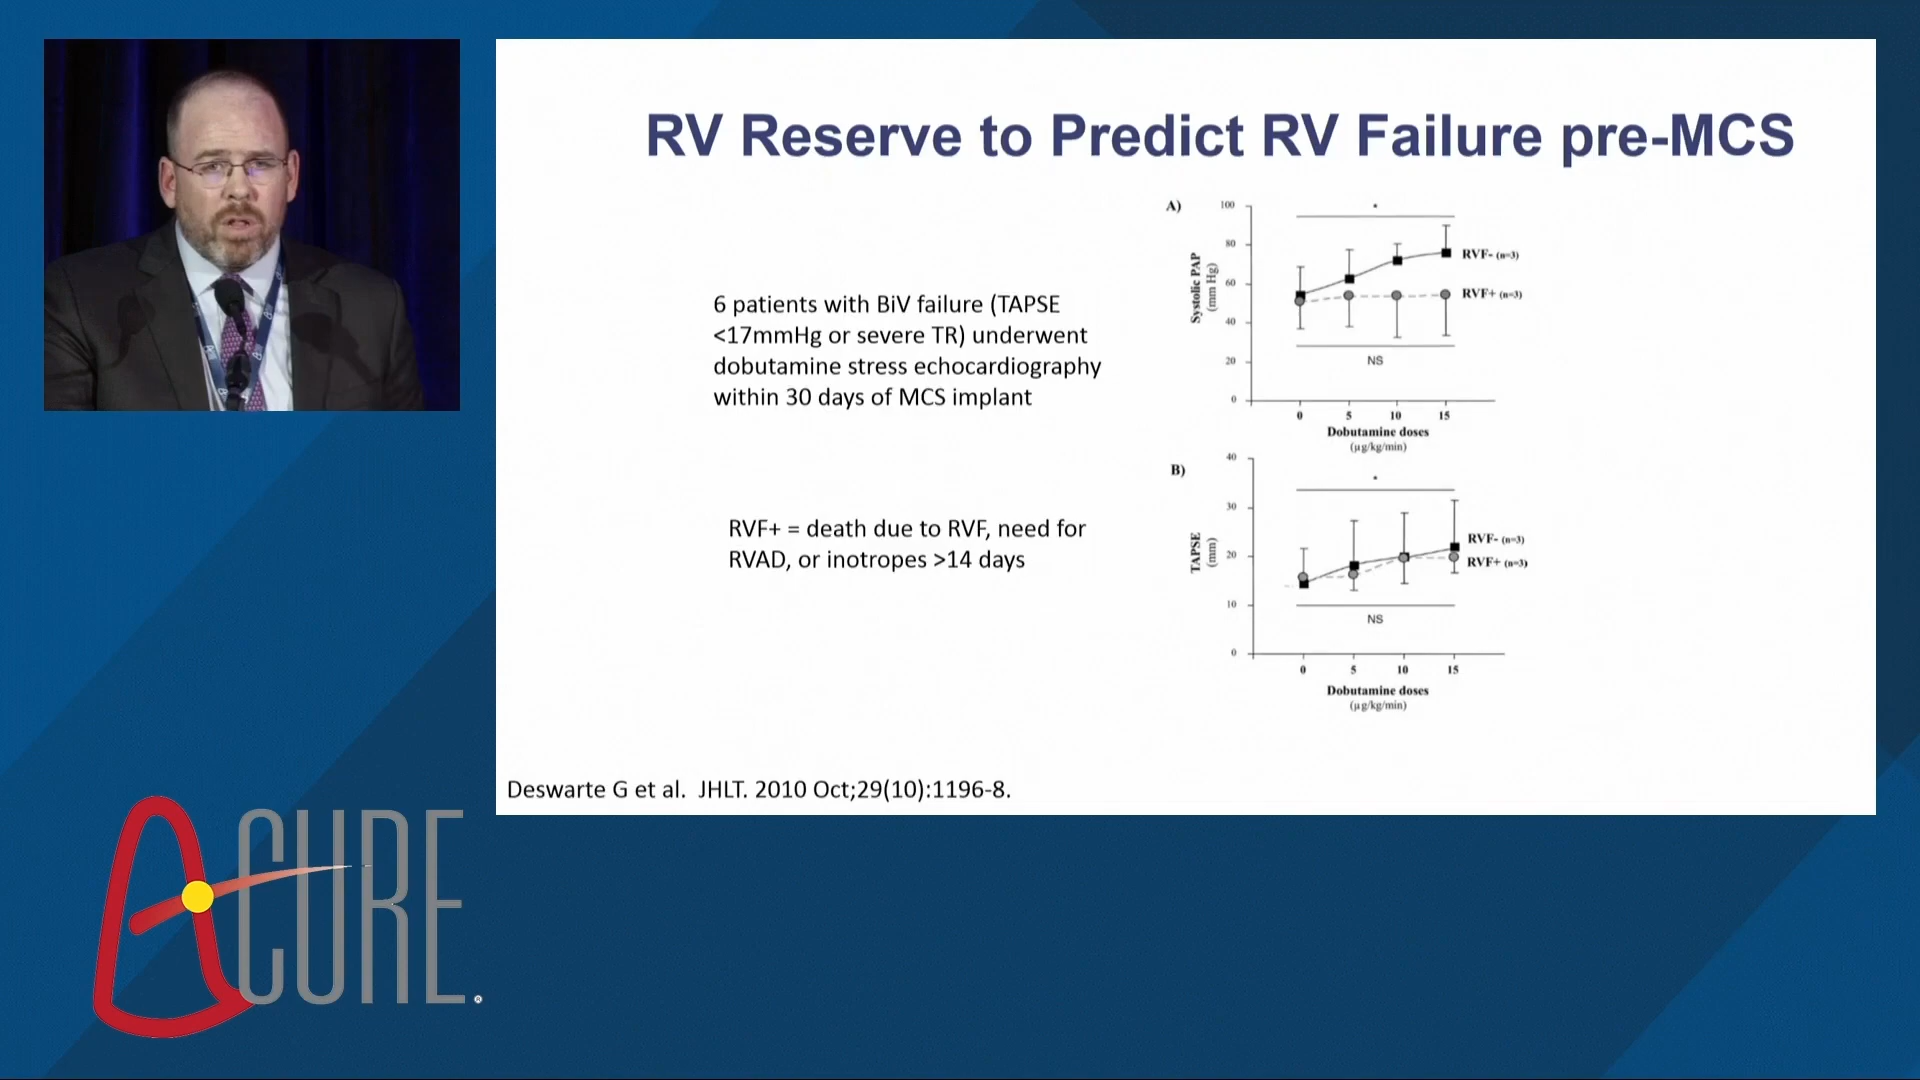 RV Reserve to Predict RV Failure pre-MCS
6 patients with BiV failure (TAPSE
<17mmHg or severe TR) underwent
dobutamine stress echocardiography
within 30 days of MCS implant
RVF+ = death due to RVF, need for
RVAD, or inotropes >14 days
A)
100
80
60
40
20
0
Systolic PAP
(mm Hg)
*
RVF- (n=3)
RVF+ (n=3)
NS
0 5 10 15
Dobutamine doses
(µg/kg/min)
B)
40
30
20
10
0
TAPSE
(mm)
*
RVF- (n=3)
RVF+ (n=3)
NS
0 5 10 15
Dobutamine doses
(µg/kg/min)
Deswarte G et al. JHLT. 2010 Oct;29(10):1196-8.
A-CURE®